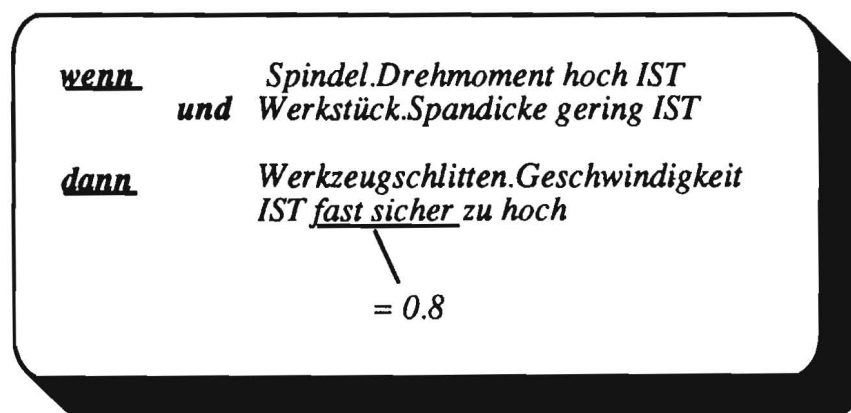 wenn Spindel.Drehmoment hoch IST
und Werkstück.Spandicke gering IST
dann Werkzeugschlitten.Geschwindigkeit
IST fast sicher zu hoch
= 0.8